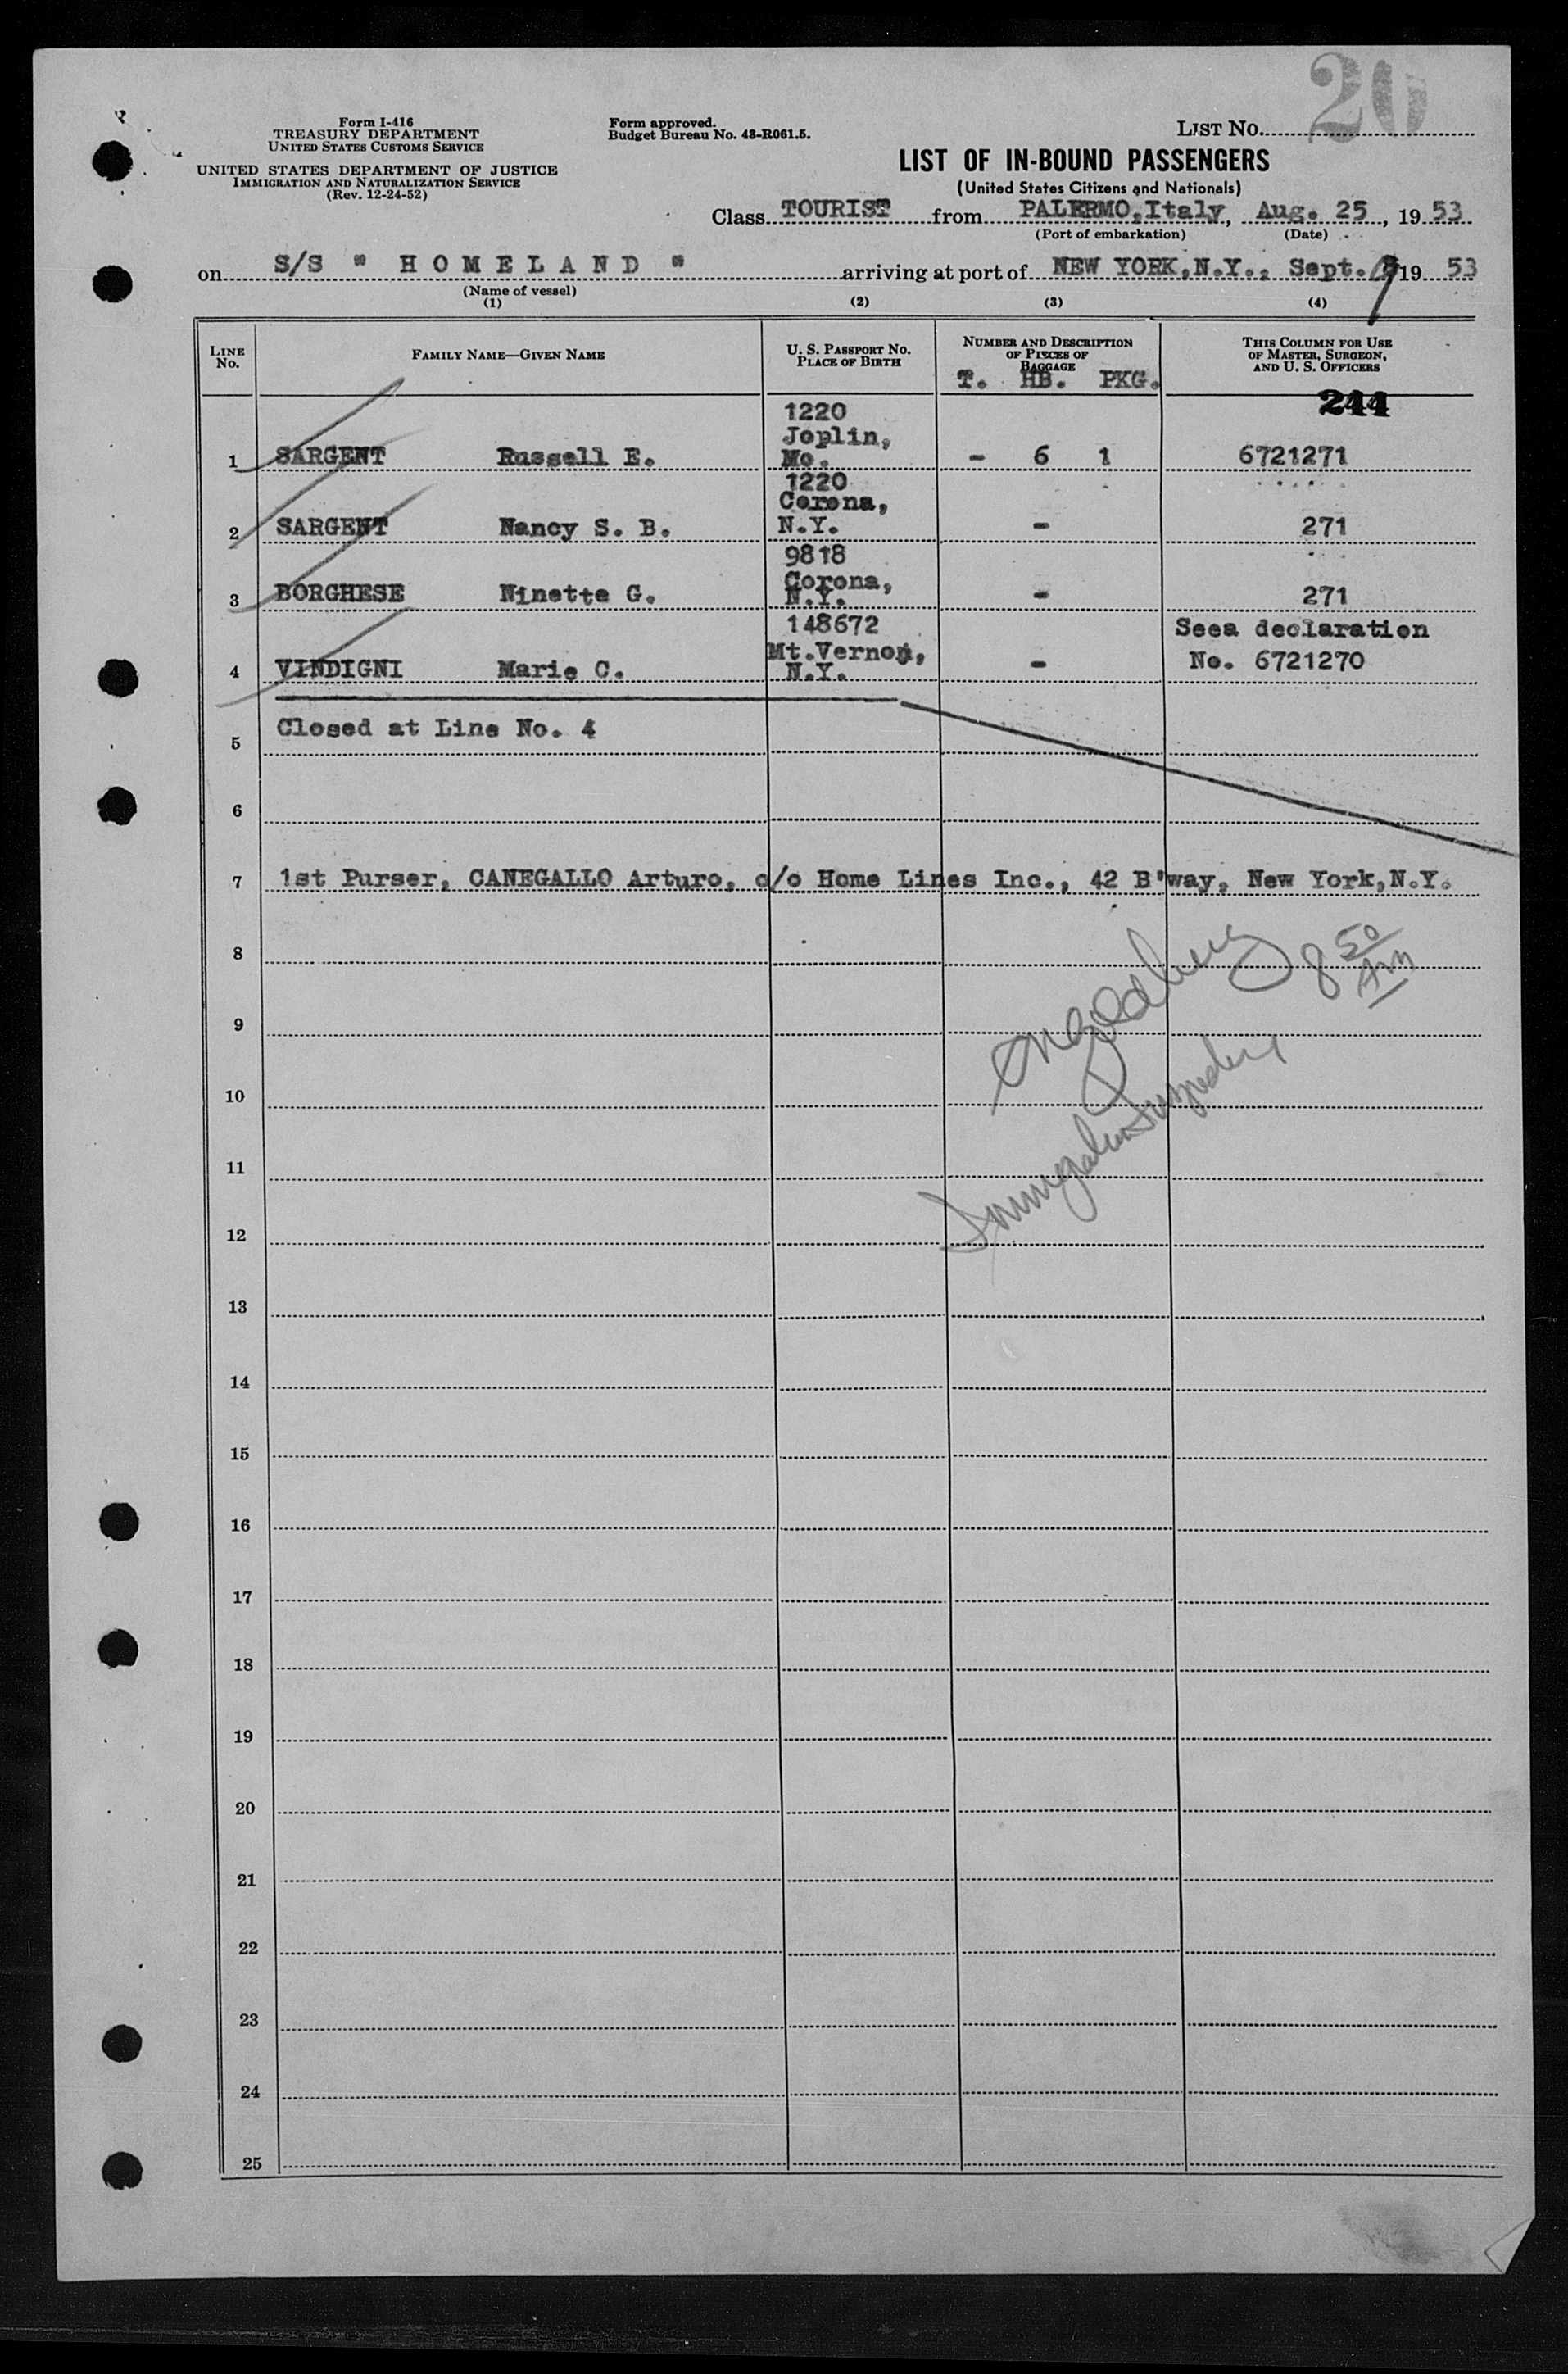 20
Form I-416
TREASURY DEPARTMENT
UNITED STATES CUSTOMS SERVICE
UNITED STATES DEPARTMENT OF JUSTICE
IMMIGRATION AND NATURALIZATION SERVICE
(Rev. 12-24-52)
Form approved.
Budget Bureau No. 43-R061.5.
LIST NO.
LIST OF IN-BOUND PASSENGERS
(United States Citizens and Nationals)
Class TOURIST from PALERMO,Italy, Aug. 25, 1953
(Port of embarkation) (Date)
on S/S " H O M E L A N D " arriving at port of NEW YORK,N.Y., Sept. 9 19 53
(Name of vessel)
(1) (2) (3) (4)
LINE NO.
FAMILY NAME—GIVEN NAME
U. S. PASSPORT NO.
PLACE OF BIRTH
NUMBER AND DESCRIPTION
OF PIECES OF
BAGGAGE
T. HB. PKG.
THIS COLUMN FOR USE
OF MASTER, SURGEON,
AND U. S. OFFICERS
244
1220
Joplin,
1 SARGENT Russell E. Mo. - 6 1 6721271
1220
Corona,
2 SARGENT Nancy S. B. N.Y. - 271
9818
Corona,
3 BORGHESE Ninette G. N.Y. - 271
148672 Seea declaration
Mt.Vernon,
4 VINDIGNI Marie C. N.Y. - No. 6721270
5 Closed at Line No. 4
6
7 1st Purser, CANEGALLO Arturo, c/o Home Lines Inc., 42 B'way, New York,N.Y.
8
8 50 AM
9
10
11
12
13
14
15
16
17
18
19
20
21
22
23
24
25